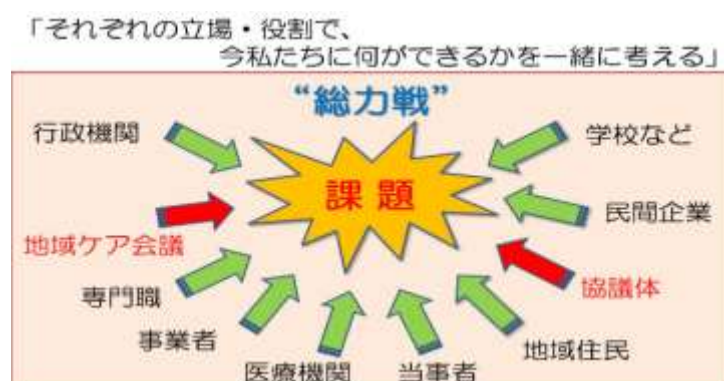 「それぞれの立場・役割で、
今私たちに何ができるかを一緒に考える」
“総力戦”
行政機関
学校など
課題
民間企業
地域ケア会議
協議体
専門職
事業者
地域住民
医療機関
当事者